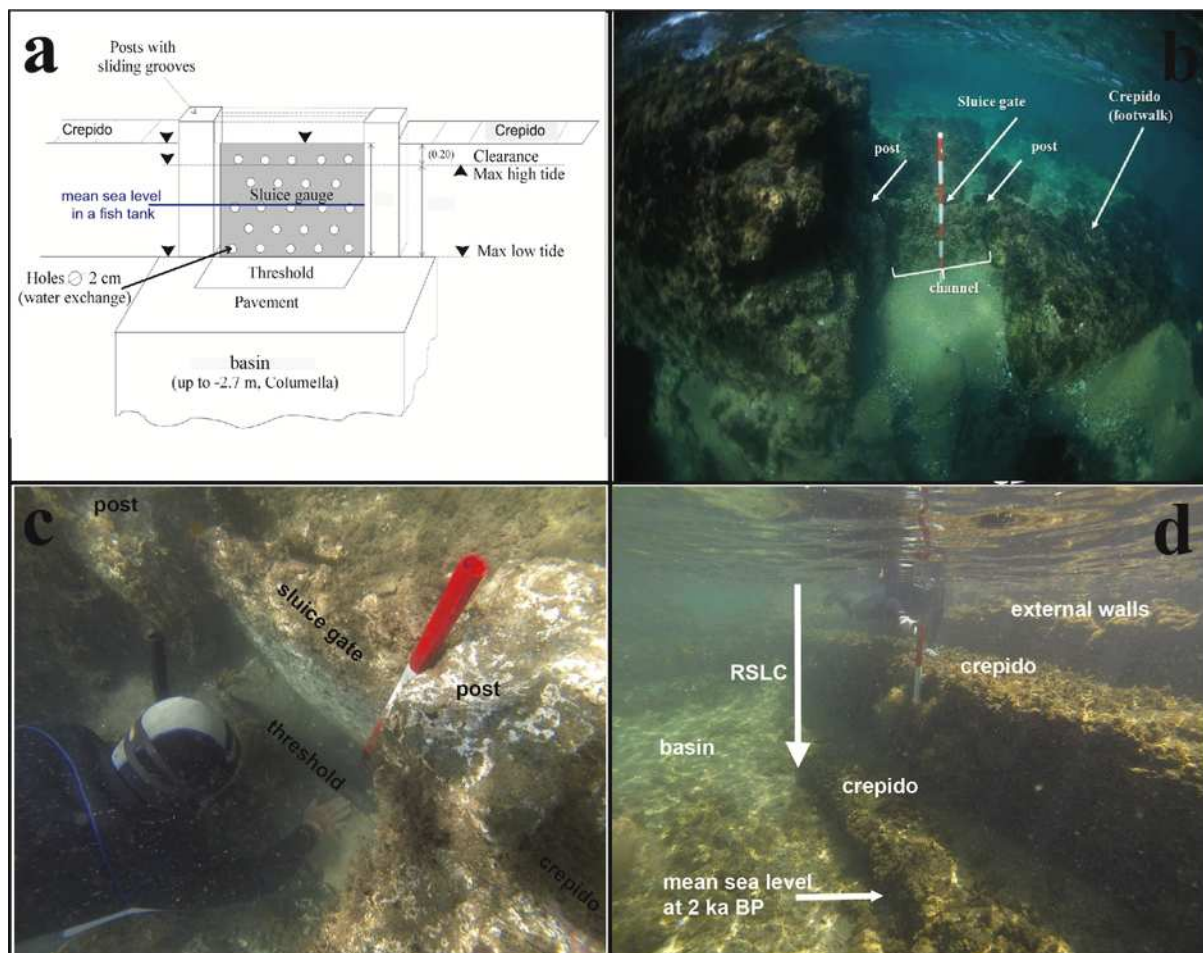 a
Posts with
sliding grooves
Crepido
Crepido
(0.20)
Clearance
Max high tide
Sluice gauge
mean sea level
in a fish tank
Max low tide
Holes ∅ 2 cm
(water exchange)
Threshold
Pavement
basin
(up to -2.7 m, Columella)
b
Sluice gate
Crepido
(footwalk)
post
post
channel
c
post
sluice gate
post
threshold
crepido
d
external walls
RSLC
crepido
basin
crepido
mean sea level
at 2 ka BP